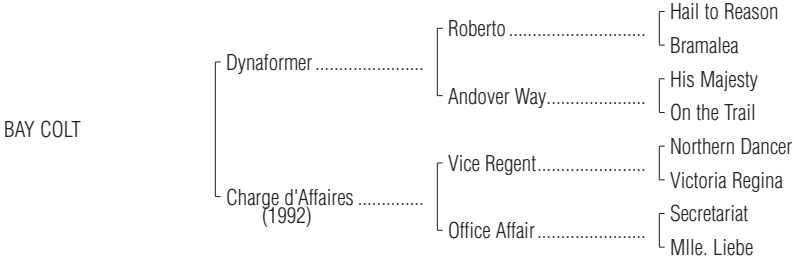 Hail to Reason
Roberto ..............................
Bramalea
Dynaformer ........................
His Majesty
Andover Way......................
On the Trail
BAY COLT
Northern Dancer
Vice Regent........................
Victoria Regina
Charge d'Affaires ..............
(1992)
Secretariat
Office Affair........................
Mlle. Liebe